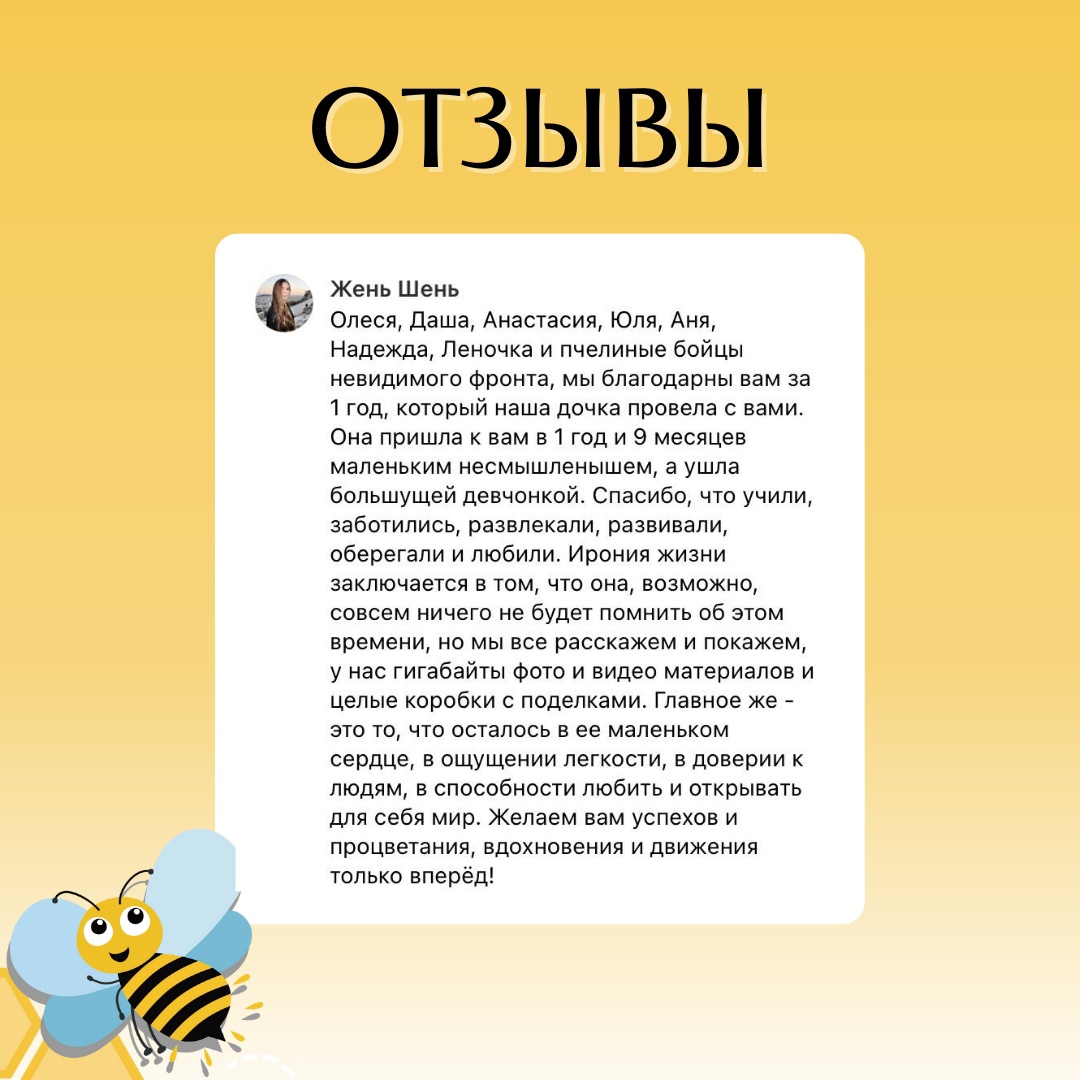 ОТЗЫВЫ
Жень Шень
Олеся, Даша, Анастасия, Юля, Аня,
Надежда, Леночка и пчелиные бойцы
невидимого фронта, мы благодарны вам за
1 год, который наша дочка провела с вами.
Она пришла к вам в 1 год и 9 месяцев
маленьким несмышленышем, а ушла
большущей девчонкой. Спасибо, что учили,
заботились, развлекали, развивали,
оберегали и любили. Ирония жизни
заключается в том, что она, возможно,
совсем ничего не будет помнить об этом
времени, но мы все расскажем и покажем,
у нас гигабайты фото и видео материалов и
целые коробки с поделками. Главное же -
это то, что осталось в ее маленьком
сердце, в ощущении легкости, в доверии к
людям, в способности любить и открывать
для себя мир. Желаем вам успехов и
процветания, вдохновения и движения
только вперёд!